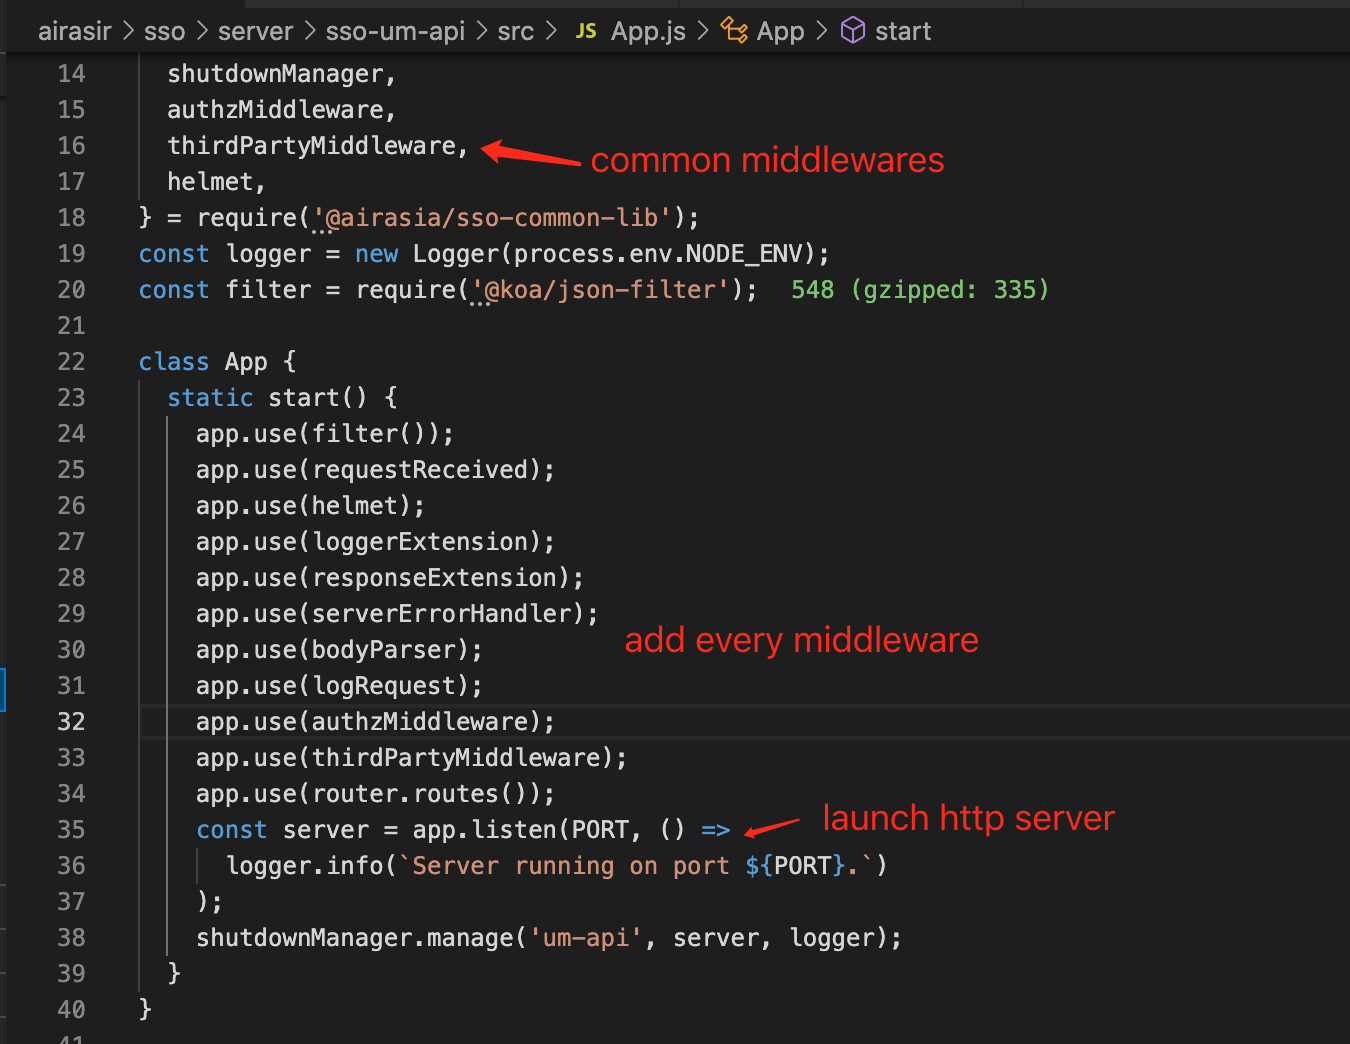 airasir > sso > server > sso-um-api > src > JS App.js > App > start
14 shutdownManager,
15 authzMiddleware,
16 thirdPartyMiddleware,
common middlewares
17 helmet,
18 } = require('@airasia/sso-common-lib');
19 const logger = new Logger(process.env.NODE_ENV);
20 const filter = require('@koa/json-filter'); 548 (gzipped: 335)
21
22 class App {
23 static start() {
24 app.use(filter());
25 app.use(requestReceived);
26 app.use(helmet);
27 app.use(loggerExtension);
28 app.use(responseExtension);
29 app.use(serverErrorHandler);
add every middleware
30 app.use(bodyParser);
31 app.use(logRequest);
32 app.use(authzMiddleware);
33 app.use(thirdPartyMiddleware);
34 app.use(router.routes());
launch http server
35 const server = app.listen(PORT, () =>
36 logger.info(`Server running on port ${PORT}.`)
37 );
38 shutdownManager.manage('um-api', server, logger);
39 }
40 }
41